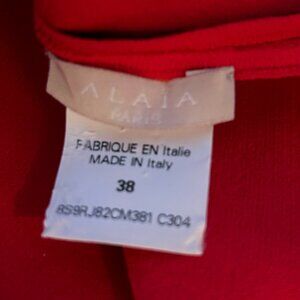 ALAÏA
PARIS
FABRIQUE EN Italie
MADE IN Italy
38
8S9RJ82CM381 C304